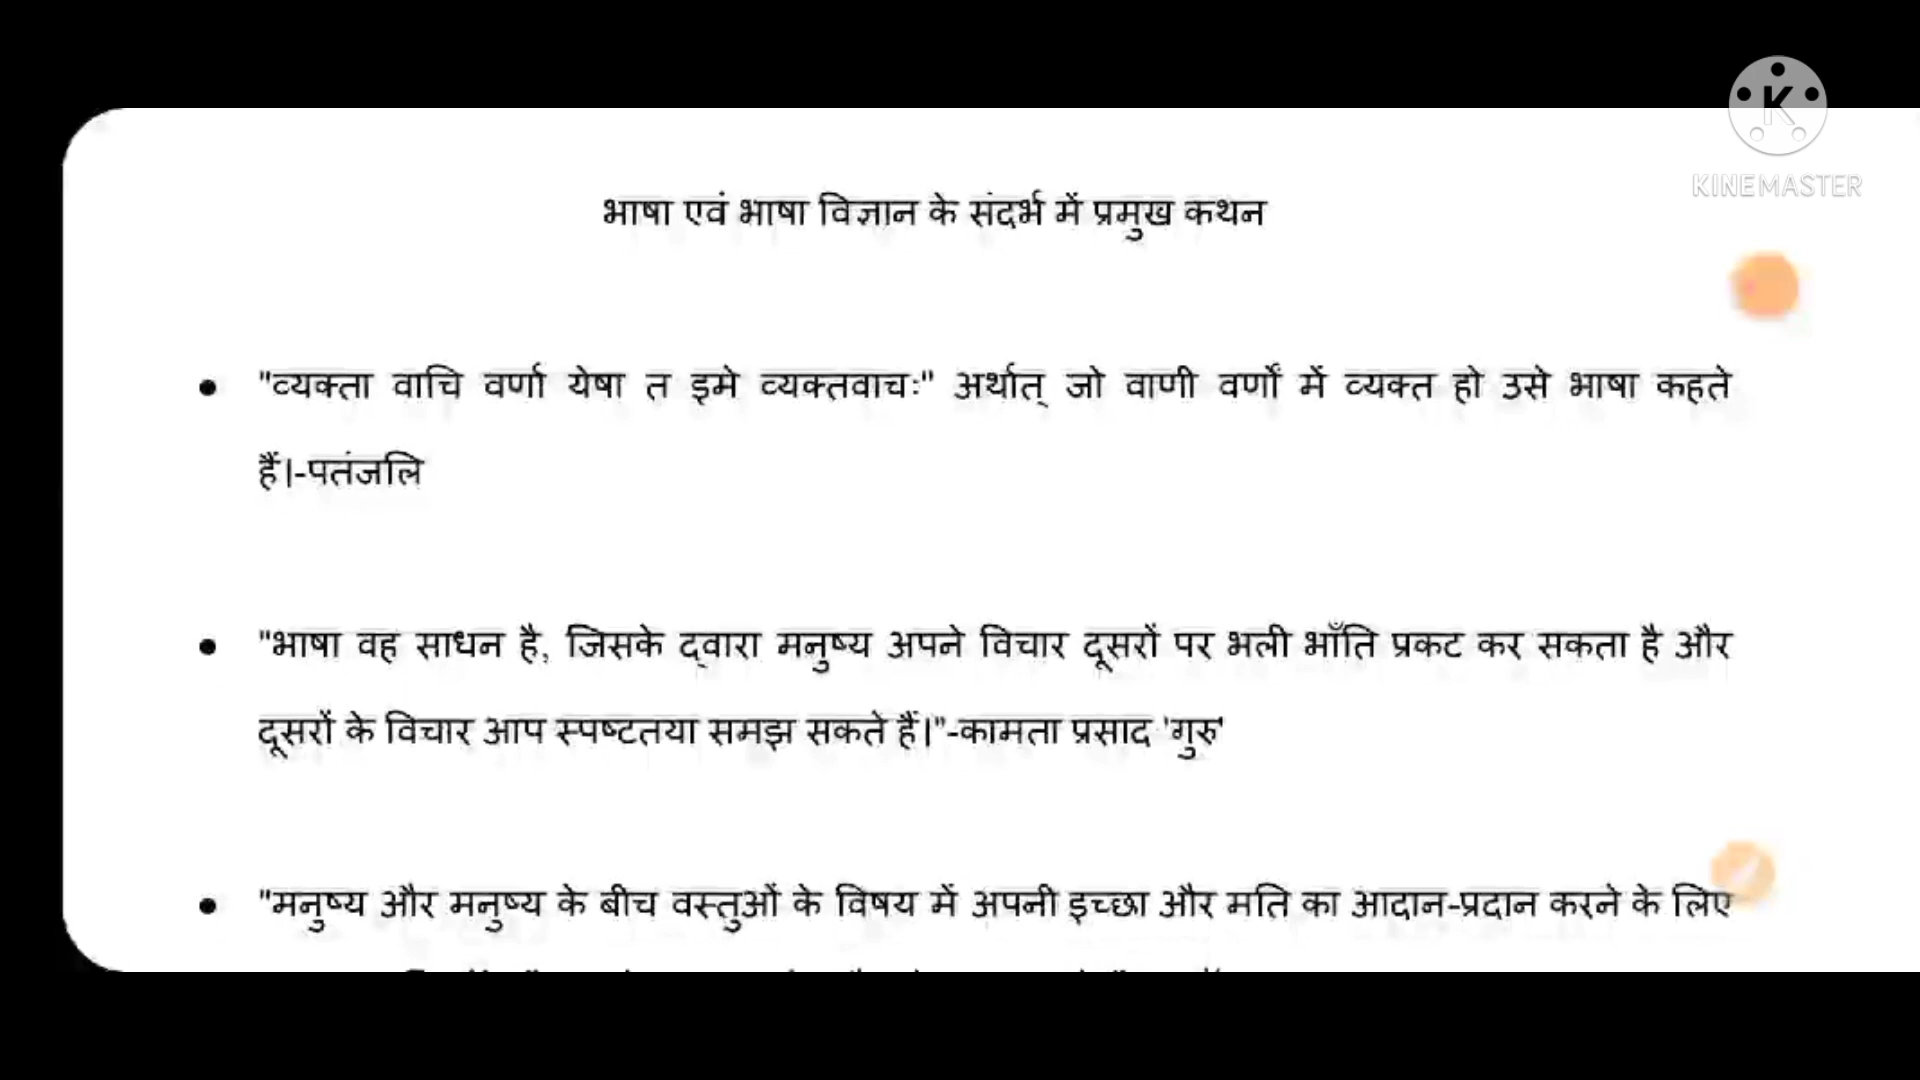 KINEMASTER
भाषा एवं भाषा विज्ञान के संदर्भ में प्रमुख कथन
"व्यक्ता वाचि वर्णा येषा त इमे व्यक्तवाचः" अर्थात् जो वाणी वर्णों में व्यक्त हो उसे भाषा कहते
हैं।-पतंजलि
"भाषा वह साधन है, जिसके द्वारा मनुष्य अपने विचार दूसरों पर भली भाँति प्रकट कर सकता है और
दूसरों के विचार आप स्पष्टतया समझ सकते हैं।"-कामता प्रसाद 'गुरु'
"मनुष्य और मनुष्य के बीच वस्तुओं के विषय में अपनी इच्छा और मति का आदान-प्रदान करने के लिए